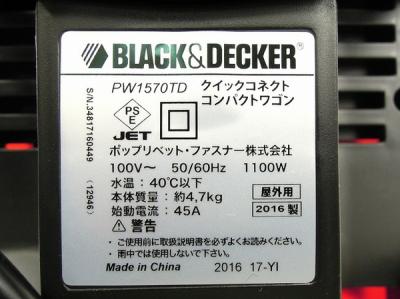 BLACK&DECKER
PW1570TD クイックコネクト
コンパクトワゴン
S/N.34817160449
(12946)
PS
E
JET
ポップリベット・ファスナー株式会社
100V～ 50/60Hz 1100W
水温：40℃以下
本体質量：約4,7kg
始動電流：45A
屋外用
2016 製
警告
・ご使用前に取扱説明書を必ずよくお読みください。
・雨中では使用しないで下さい。
Made in China 2016 17-YI